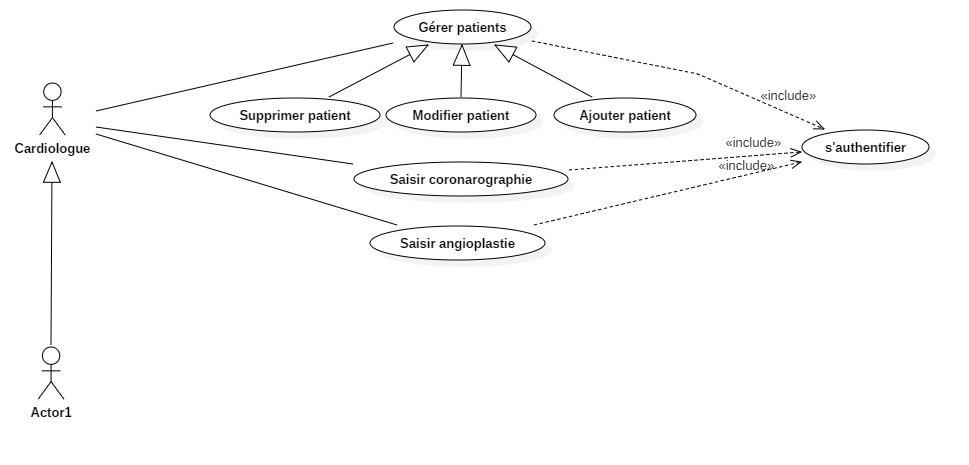 Gérer patients
Supprimer patient
Modifier patient
Ajouter patient
«include»
Cardiologue
s'authentifier
«include»
«include»
Saisir coronarographie
Saisir angioplastie
Actor1